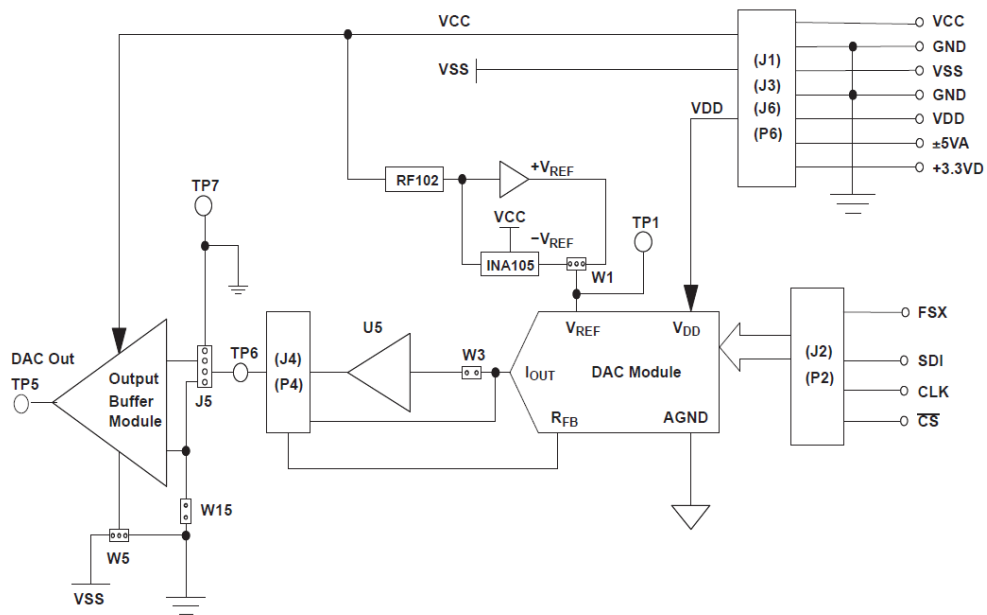 VCC
VCC
GND
VSS
(J1)
VSS
(J3)
GND
VDD
(J6)
VDD
(P6)
±5VA
+3.3VD
RF102
+VREF
TP7
VCC
TP1
−VREF
INA105
W1
U5
VREF
VDD
FSX
DAC Out
TP5
Output
Buffer
Module
TP6
J5
(J4)
(P4)
W3
IOUT
DAC Module
(J2)
(P2)
SDI
CLK
RFB
AGND
C̅S̅
W15
W5
VSS